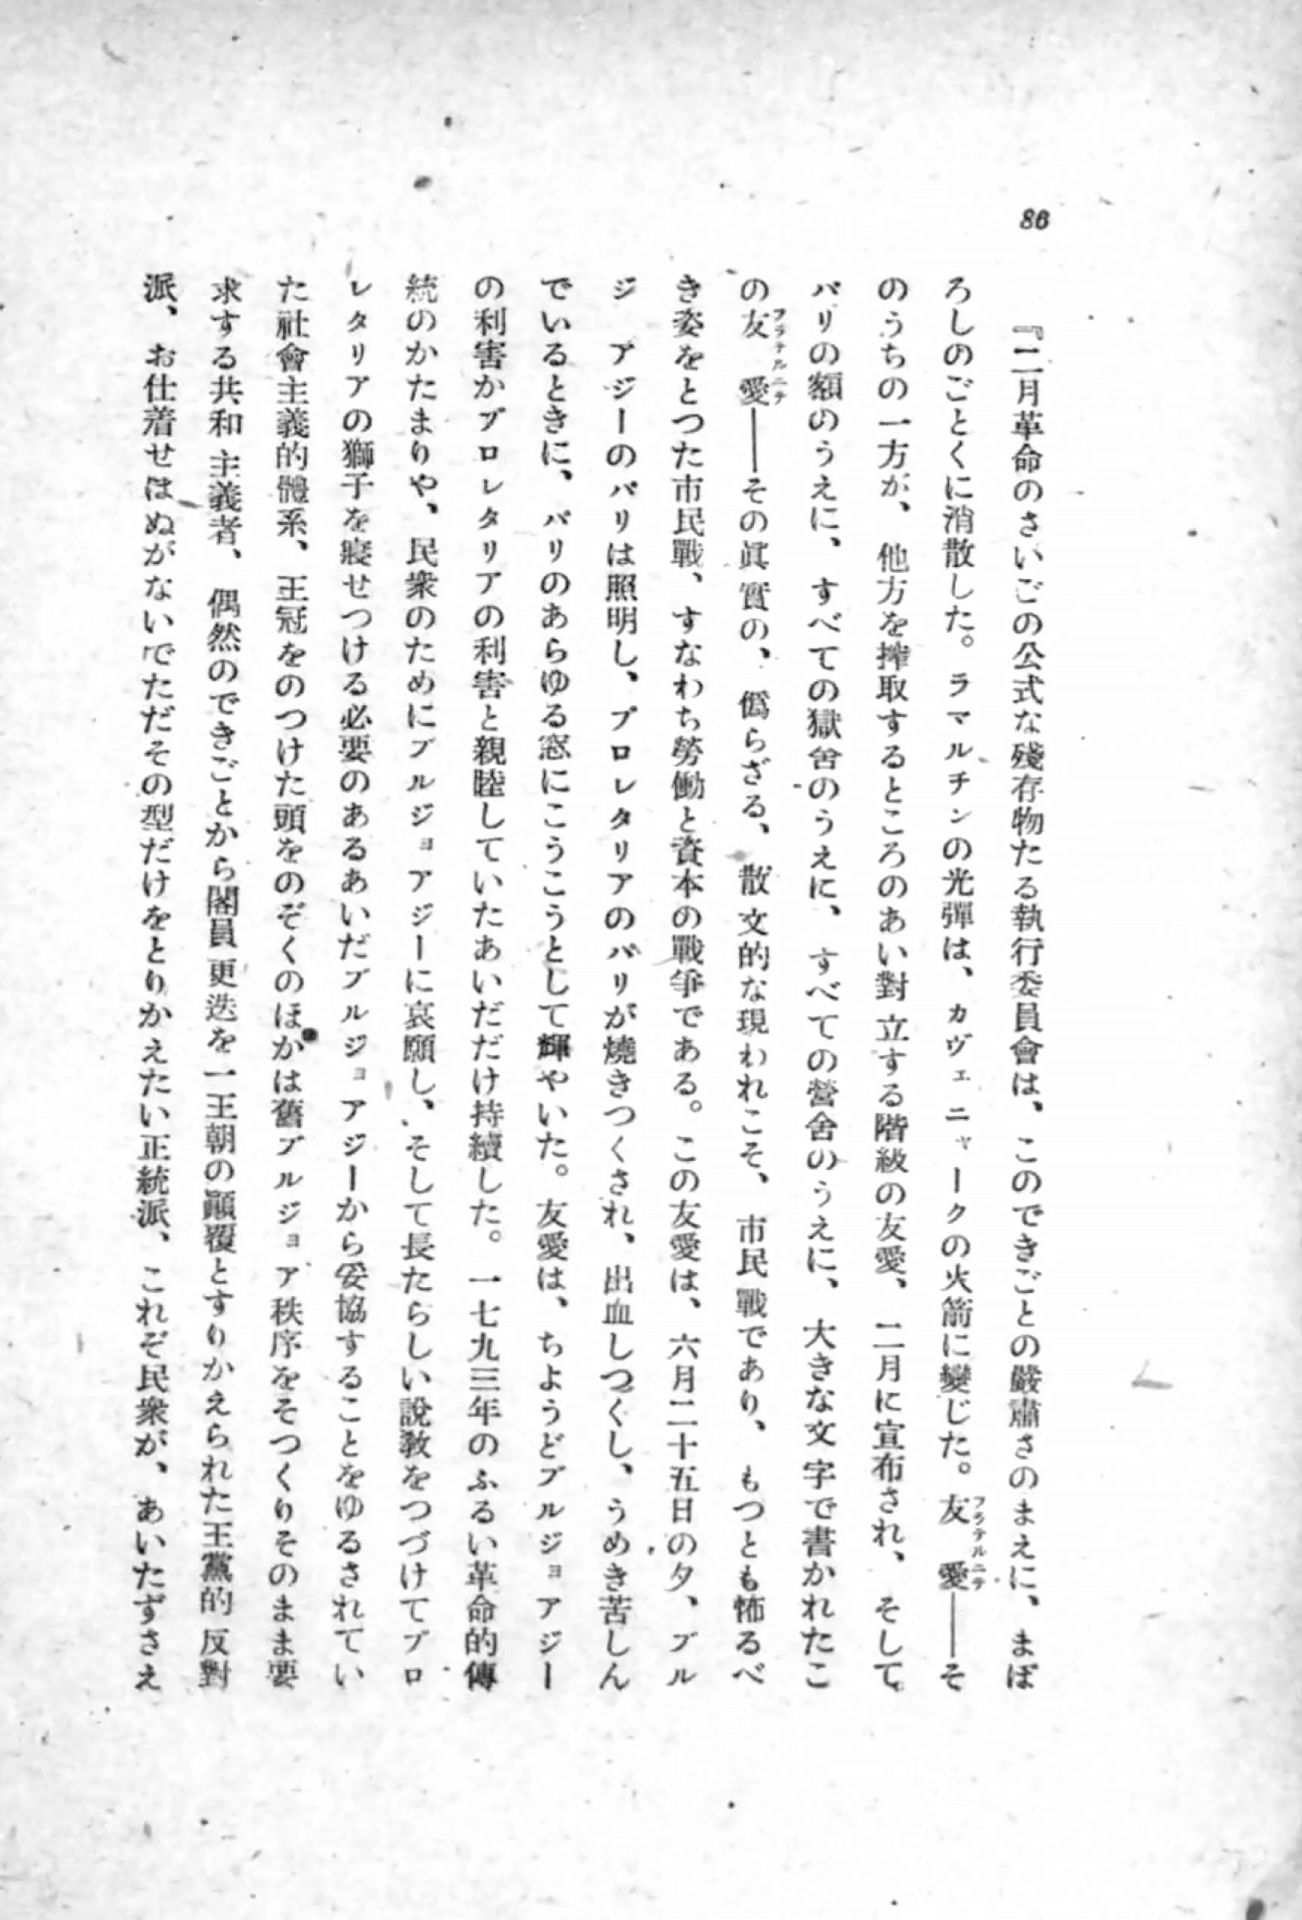 86
『二月革命のさいごの公式な殘存物たる執行委員會は、このできごとの嚴肅さのまえに、まぼ
ろしのごとくに消散した。ラマルチンの光彈は、カヴェニャークの火箭に變じた。友愛フラテルニテ――そ
のうちの一方が、他方を搾取するところのあい對立する階級の友愛、二月に宣布され、そして
パリの額のうえに、すべての獄舍のうえに、すべての營舍のうえに、大きな文字で書かれたこ
の友愛フラテルニテ――その眞實の、僞らざる、散文的な現われこそ、市民戰であり、もつとも怖るべ
き姿をとつた市民戰、すなわち勞働と資本の戰爭である。この友愛は、六月二十五日の夕、ブル
ジョアジーのパリは照明し、プロレタリアのパリが燒きつくされ、出血しつくし、うめき苦しん
でいるときに、パリのあらゆる窓にこうこうとして輝やいた。友愛は、ちようどブルジョアジー
の利害がプロレタリアの利害と親睦していたあいだだけ持續した。一七九三年のふるい革命的傳
統のかたまりや、民衆のためにブルジョアジーに哀願し、そして長たらしい說敎をつづけてプロ
レタリアの獅子を寢せつける必要のあるあいだブルジョアジーから妥協することをゆるされてい
た社會主義的體系、王冠をのつけた頭をのぞくのほかは舊ブルジョア秩序をそつくりそのまま要
求する共和主義者、偶然のできごとから閣員更迭を一王朝の顚覆とすりかえられた王黨的反對
派、お仕着せはぬがないでただその型だけをとりかえたい正統派、これぞ民衆が、あいたずさえ